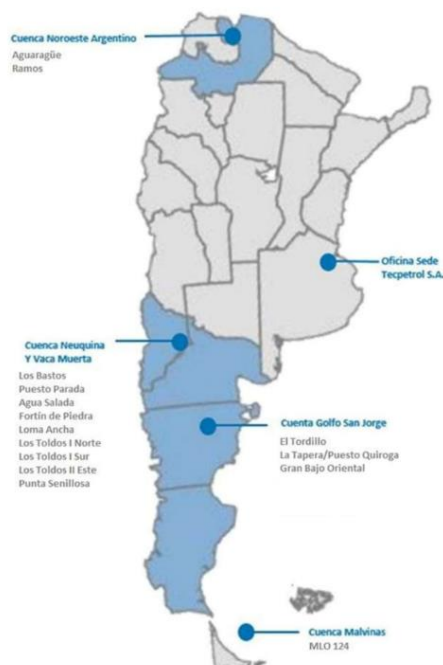 Cuenca Noroeste Argentino
Aguaragüe
Ramos
Oficina Sede
Tecpetrol S.A.
Cuenca Neuquina
Y Vaca Muerta
Los Bastos
Puesto Parada
Agua Salada
Fortín de Piedra
Loma Ancha
Los Toldos I Norte
Los Toldos I Sur
Los Toldos II Este
Punta Senillosa
Cuenta Golfo San Jorge
El Tordillo
La Tapera/Puesto Quiroga
Gran Bajo Oriental
Cuenca Malvinas
MLO 124